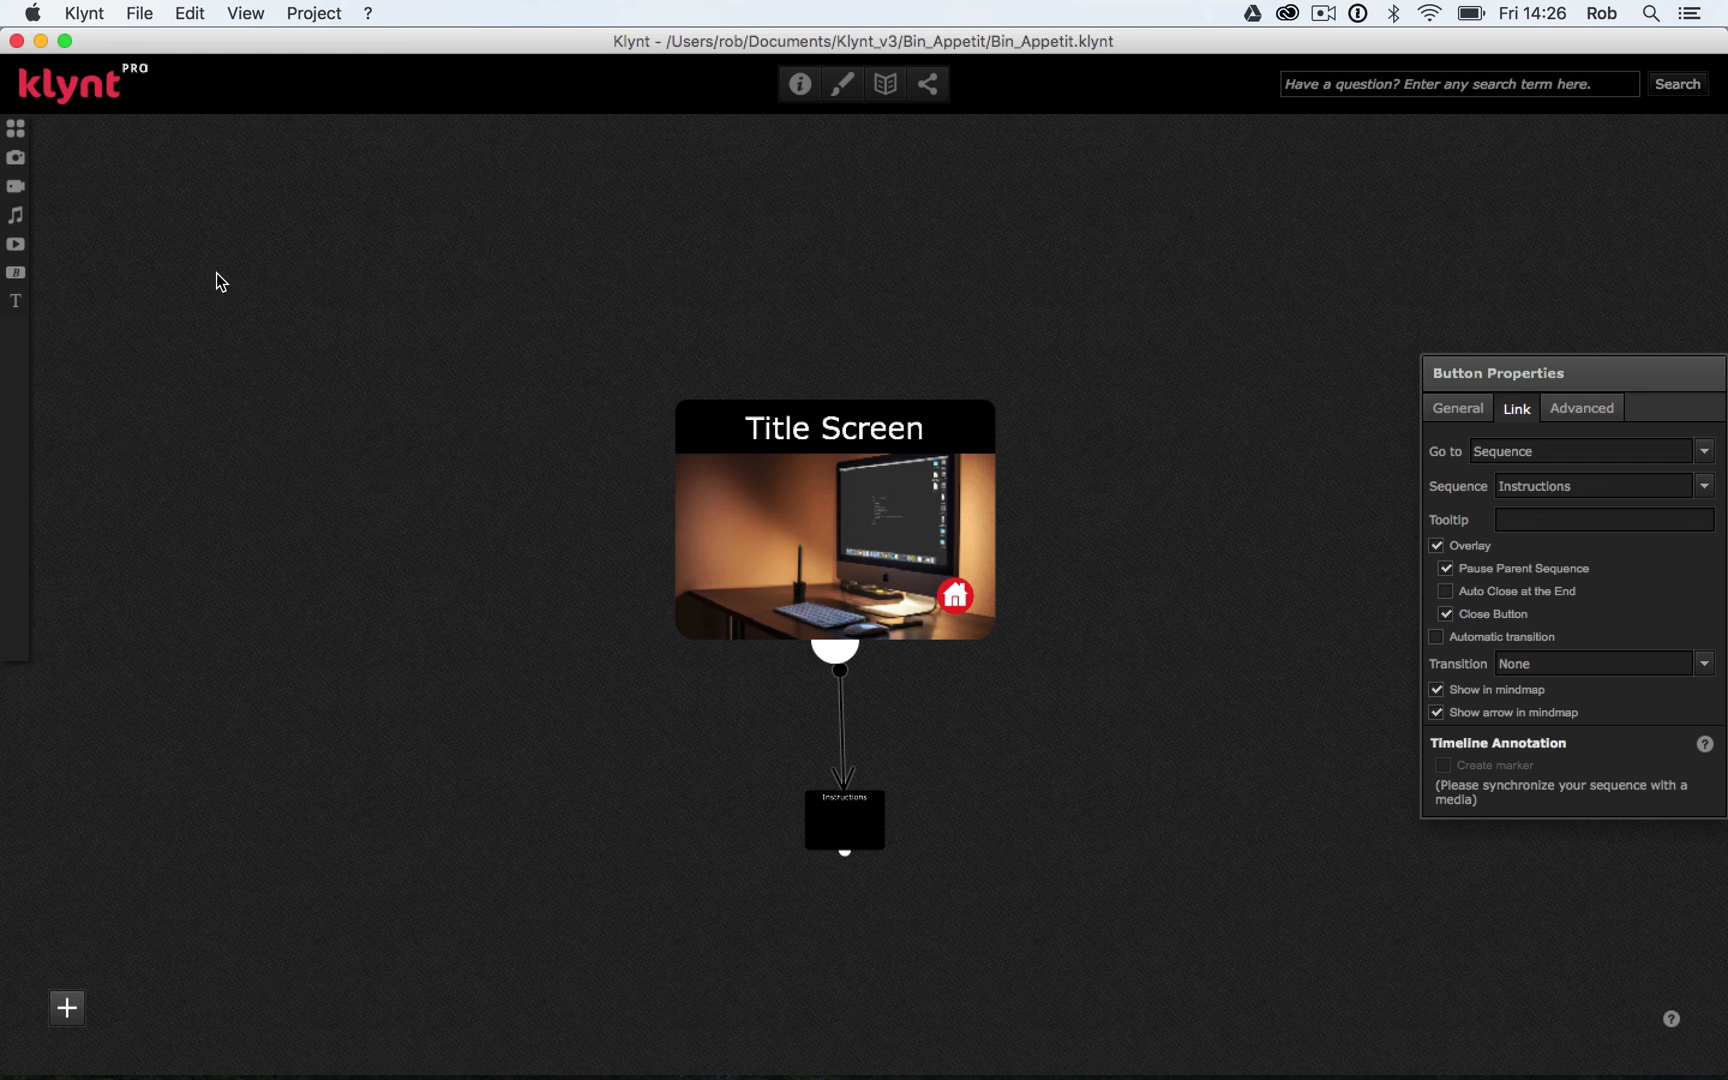 Klynt File Edit View Project ? Fri 14:26 Rob
Klynt - /Users/rob/Documents/Klynt_v3/Bin_Appetit/Bin_Appetit.klynt
klynt PRO
Have a question? Enter any search term here. Search
B
T
Title Screen
Instructions
Button Properties
General Link Advanced
Go to Sequence
Sequence Instructions
Tooltip
Overlay
Pause Parent Sequence
Auto Close at the End
Close Button
Automatic transition
Transition None
Show in mindmap
Show arrow in mindmap
Timeline Annotation ?
Create marker
(Please synchronize your sequence with a
media)
+
?